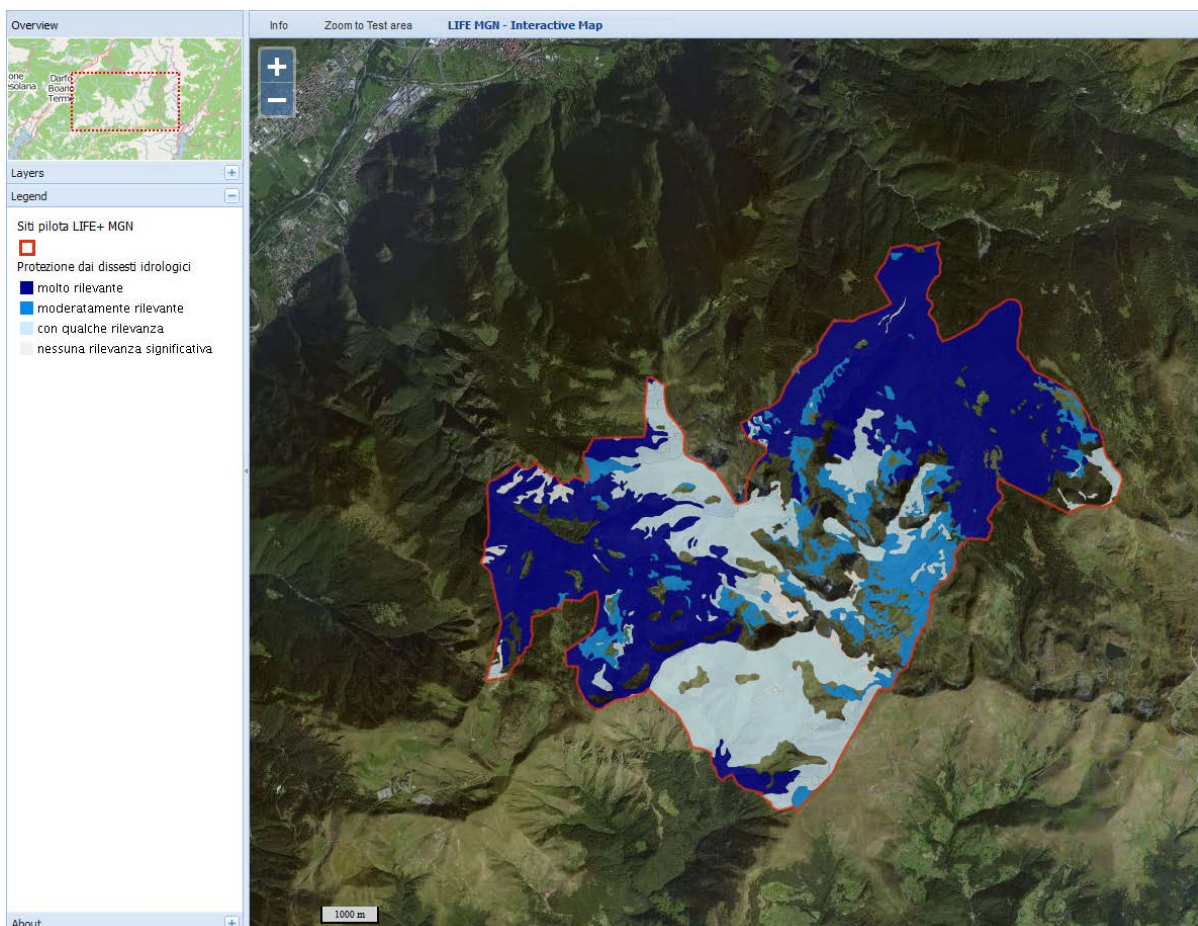 Overview
Info
Zoom to Test area
LIFE MGN - Interactive Map
one
Darfo
Boario
Terme
Layers
Legend
Siti pilota LIFE+ MGN
Protezione dai dissesti idrologici
molto rilevante
moderatamente rilevante
con qualche rilevanza
nessuna rilevanza significativa
1000 m
About